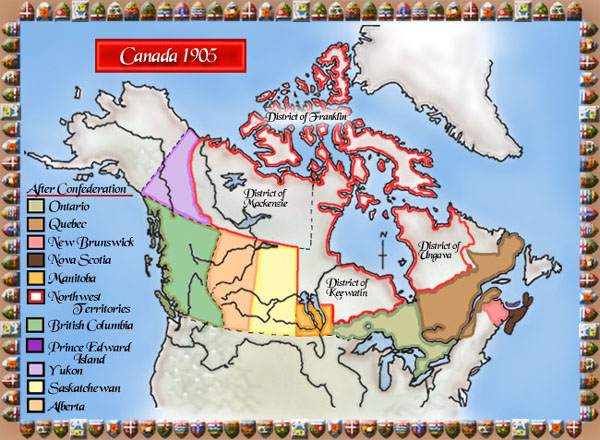 Canada 1905
District of Franklin
District of
Mackenzie
District of
Ungava
N
District of
Keewatin
After Confederation
Ontario
Quebec
New Brunswick
Nova Scotia
Manitoba
Northwest
Territories
British Columbia
Prince Edward
Island
Yukon
Saskatchewan
Alberta